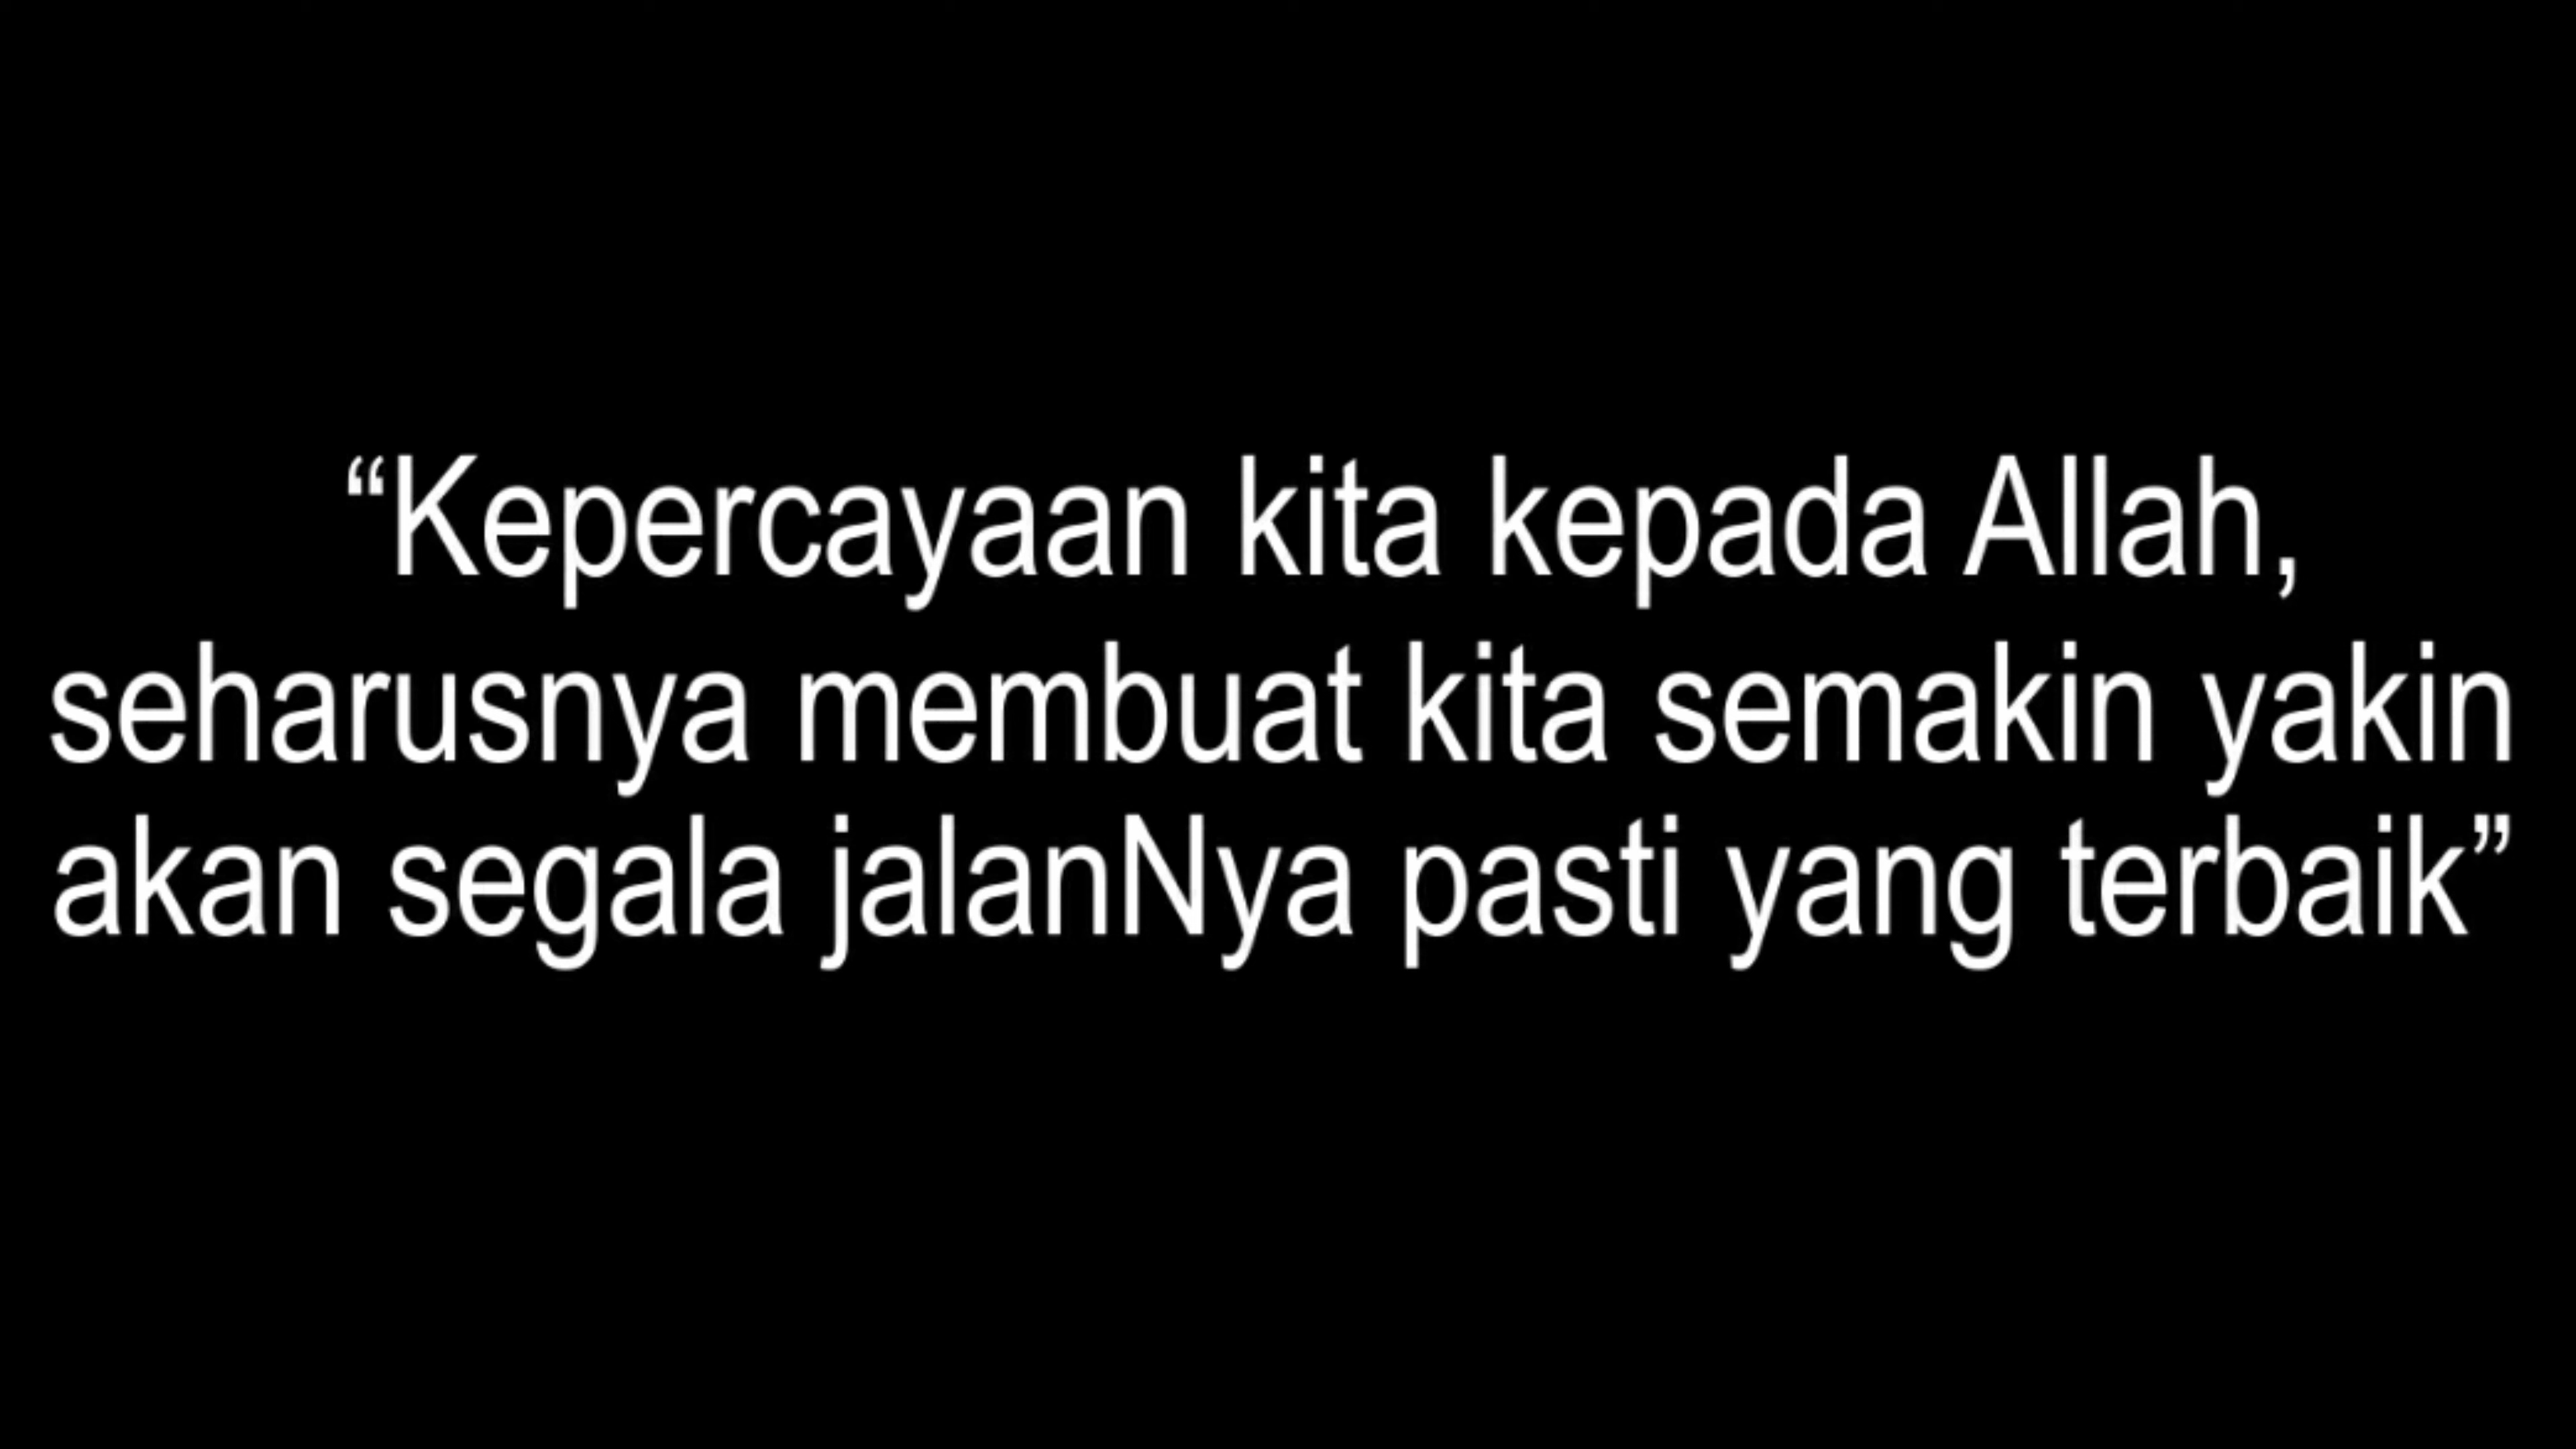 “Kepercayaan kita kepada Allah,
seharusnya membuat kita semakin yakin
akan segala jalanNya pasti yang terbaik”